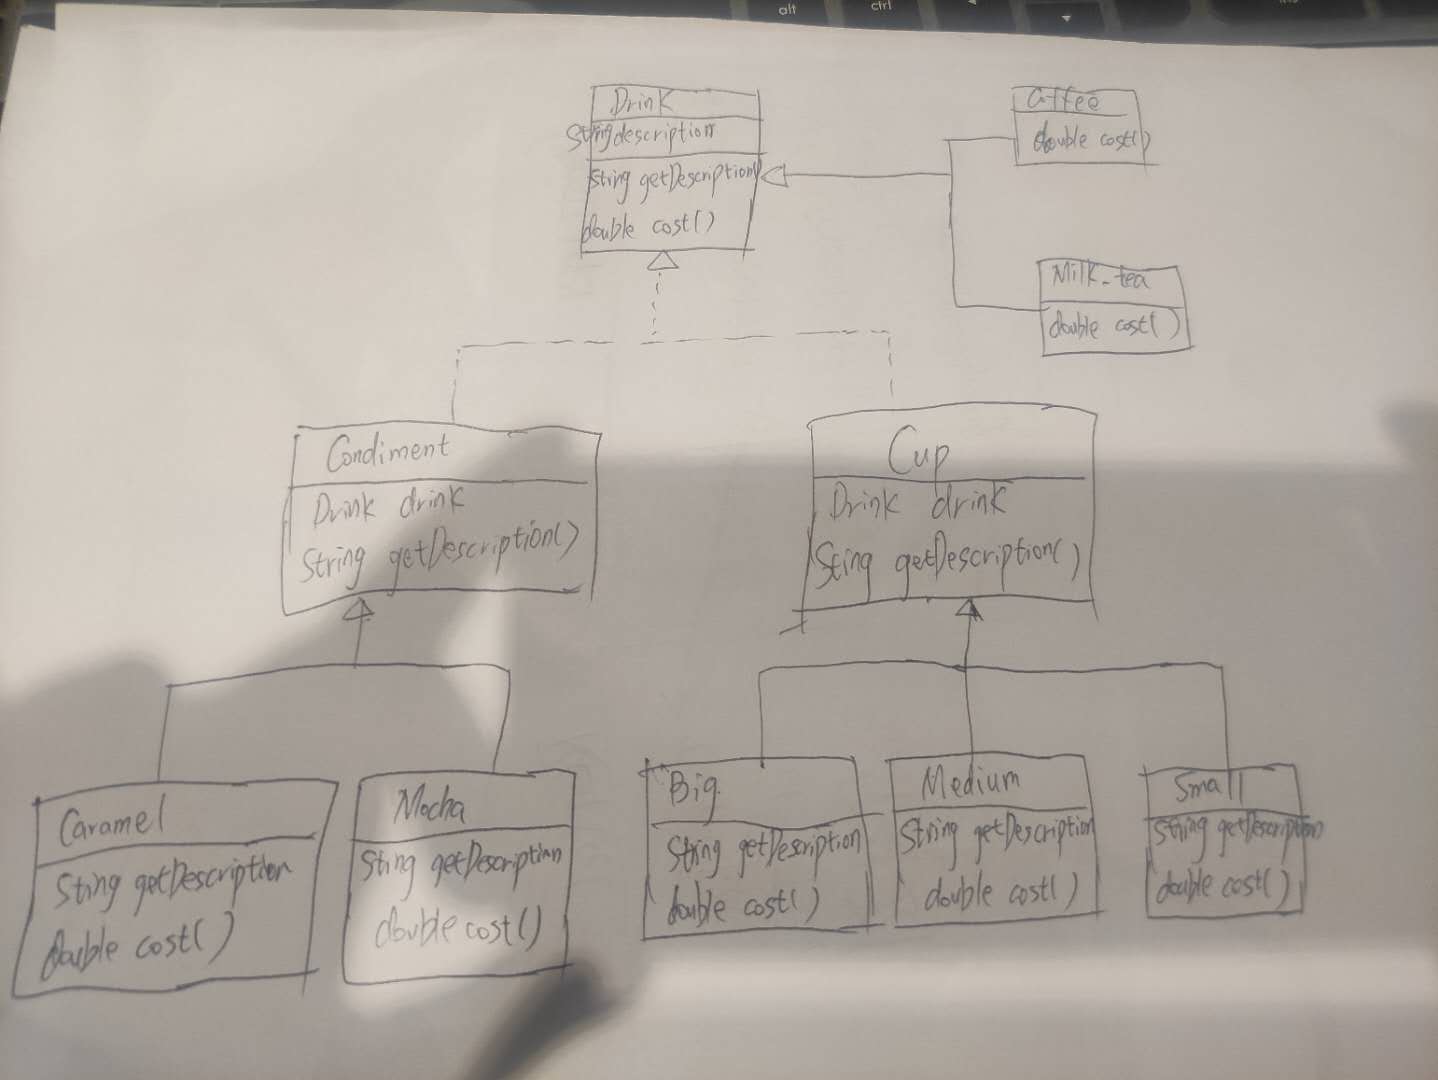 alt
ctrl
Drink
String description
String getDescription()
double cost()
Coffee
double cost()
Milk-tea
double cost()
Condiment
Drink drink
String getDescription()
Cup
Drink drink
Sting getDescription()
Caramel
String getDescription
double cost()
Mocha
Sting getDescription
double cost()
Big
String getDescription
double cost()
Medium
String getDescription
double cost()
Small
String getDescription
double cost()